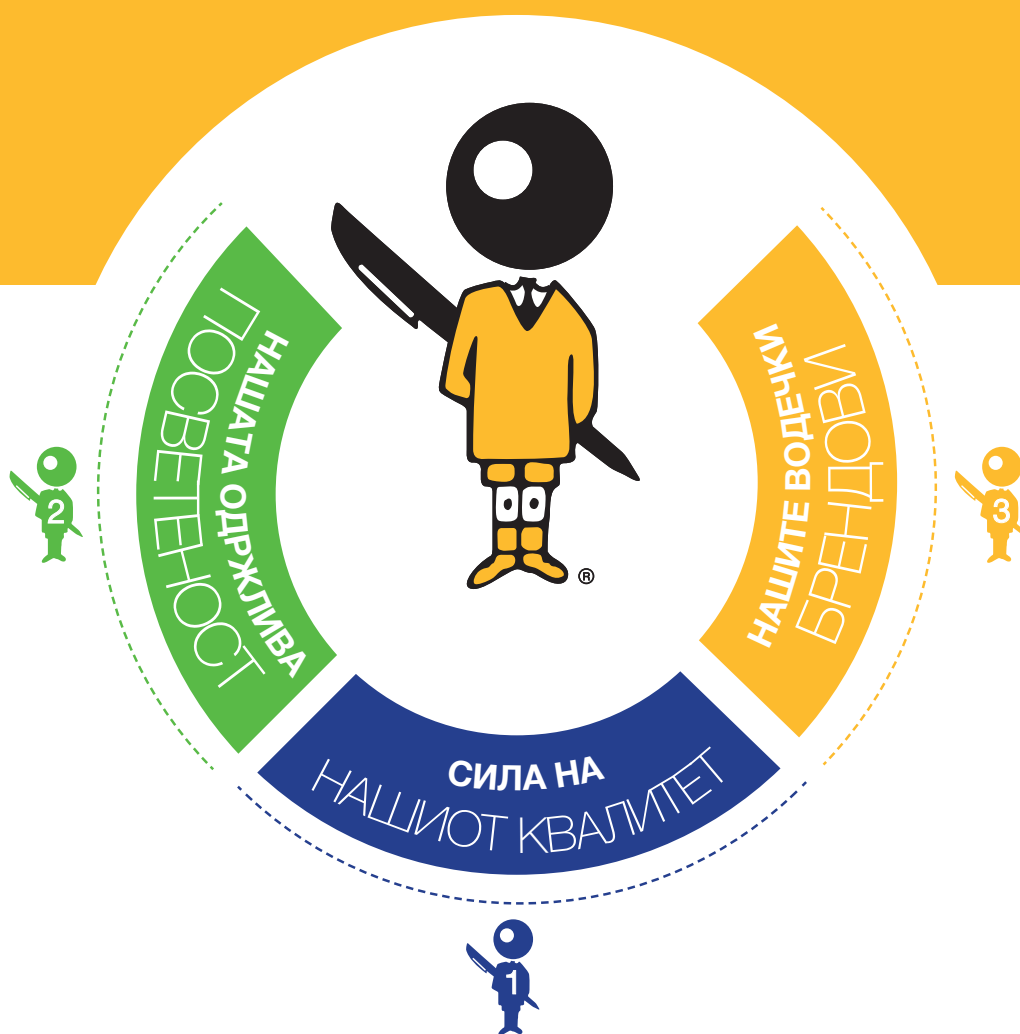 НАШАТА ОДРЖЛИВА
ПОСВЕТЕНОСТ
2
НАШИТЕ ВОДЕЧКИ
БРЕНДОВИ
3
®
СИЛА НА
НАШИОТ КВАЛИТЕТ
1